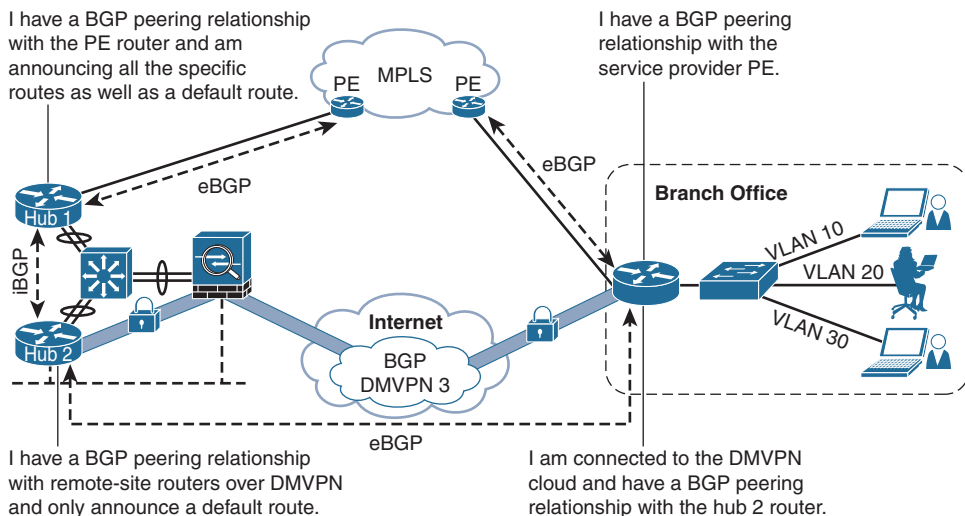 I have a BGP peering relationship
with the PE router and am
announcing all the specific
routes as well as a default route.
I have a BGP peering
relationship with the
service provider PE.
MPLS
PE
PE
eBGP
eBGP
Branch Office
Hub 1
iBGP
Hub 2
VLAN 10
VLAN 20
VLAN 30
Internet
BGP
DMVPN 3
eBGP
I have a BGP peering relationship
with remote-site routers over DMVPN
and only announce a default route.
I am connected to the DMVPN
cloud and have a BGP peering
relationship with the hub 2 router.